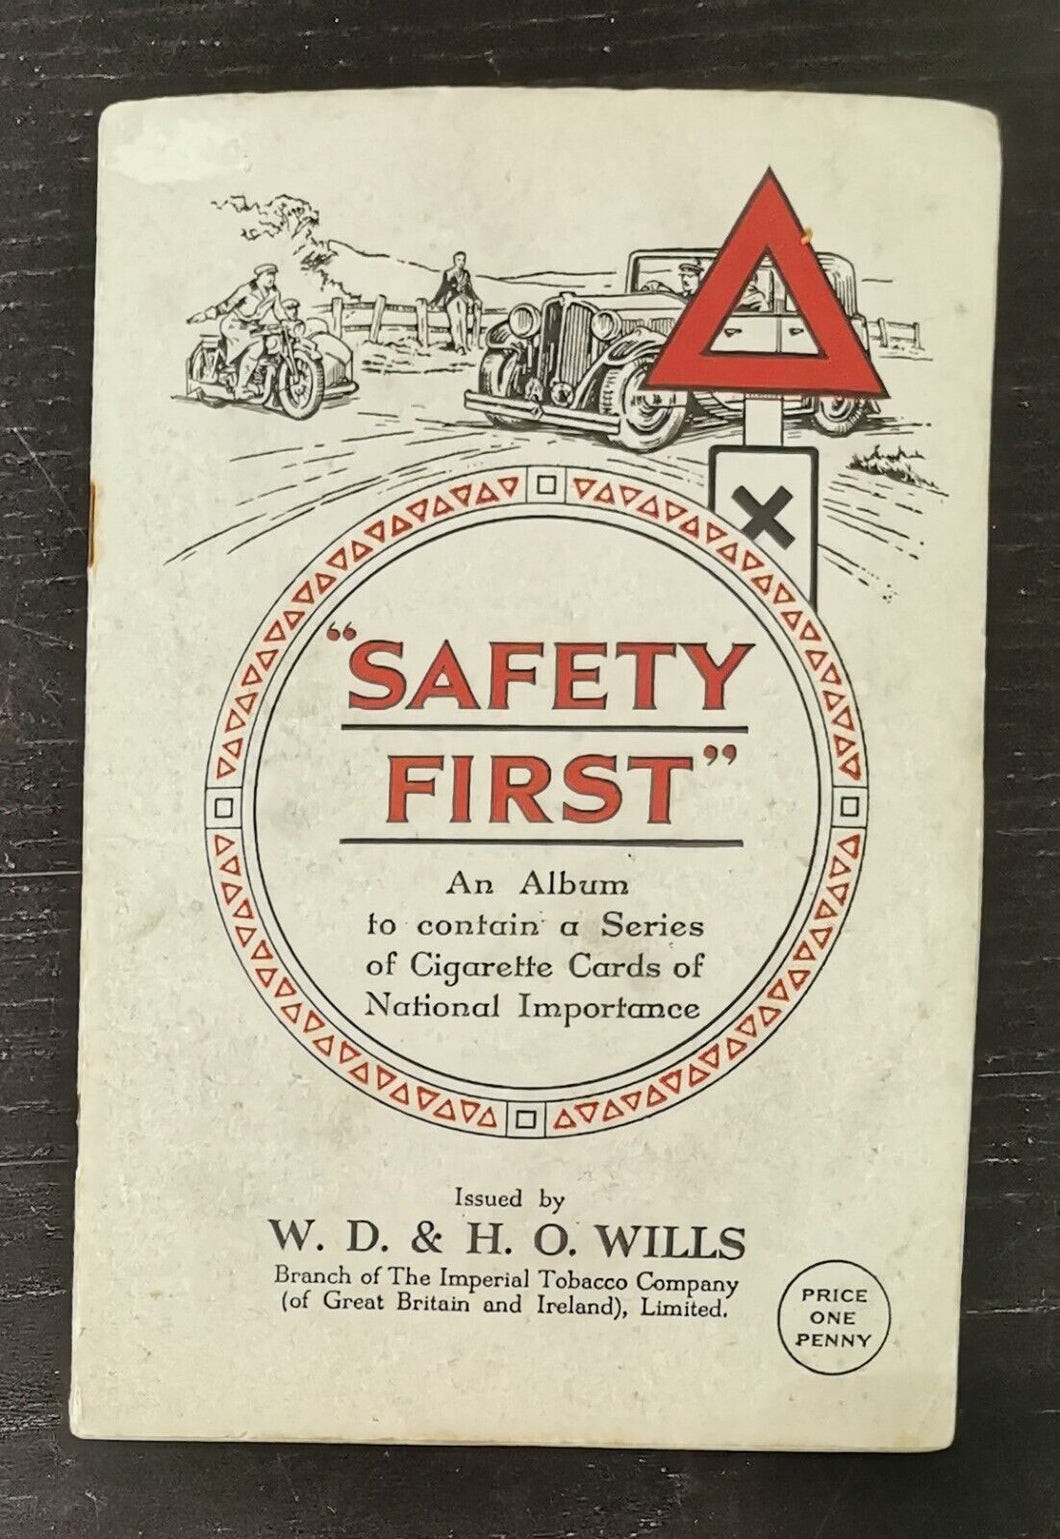 "SAFETY
FIRST"
An Album
to contain a Series
of Cigarette Cards of
National Importance
Issued by
W. D. & H. O. WILLS
Branch of The Imperial Tobacco Company
(of Great Britain and Ireland), Limited.
PRICE
ONE
PENNY